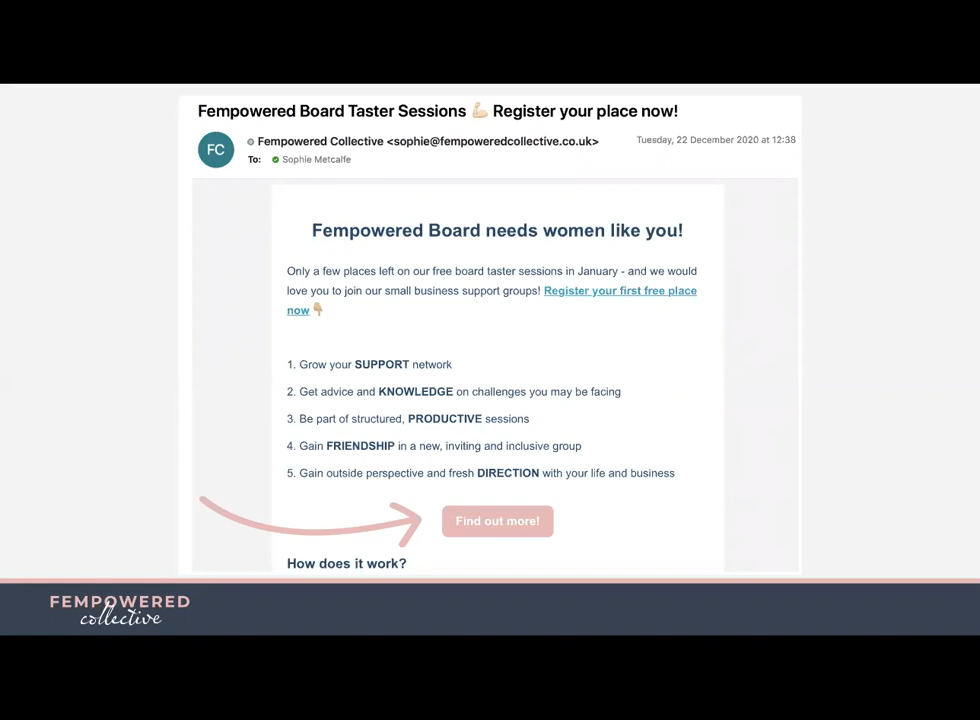 Fempowered Board Taster Sessions 💪🏻 Register your place now!
FC
Fempowered Collective <sophie@fempoweredcollective.co.uk>
Tuesday, 22 December 2020 at 12:38
To: Sophie Metcalfe
Fempowered Board needs women like you!
Only a few places left on our free board taster sessions in January - and we would
love you to join our small business support groups! Register your first free place
now 👇🏼
1. Grow your SUPPORT network
2. Get advice and KNOWLEDGE on challenges you may be facing
3. Be part of structured, PRODUCTIVE sessions
4. Gain FRIENDSHIP in a new, inviting and inclusive group
5. Gain outside perspective and fresh DIRECTION with your life and business
Find out more!
How does it work?
FEMPOWERED
collective